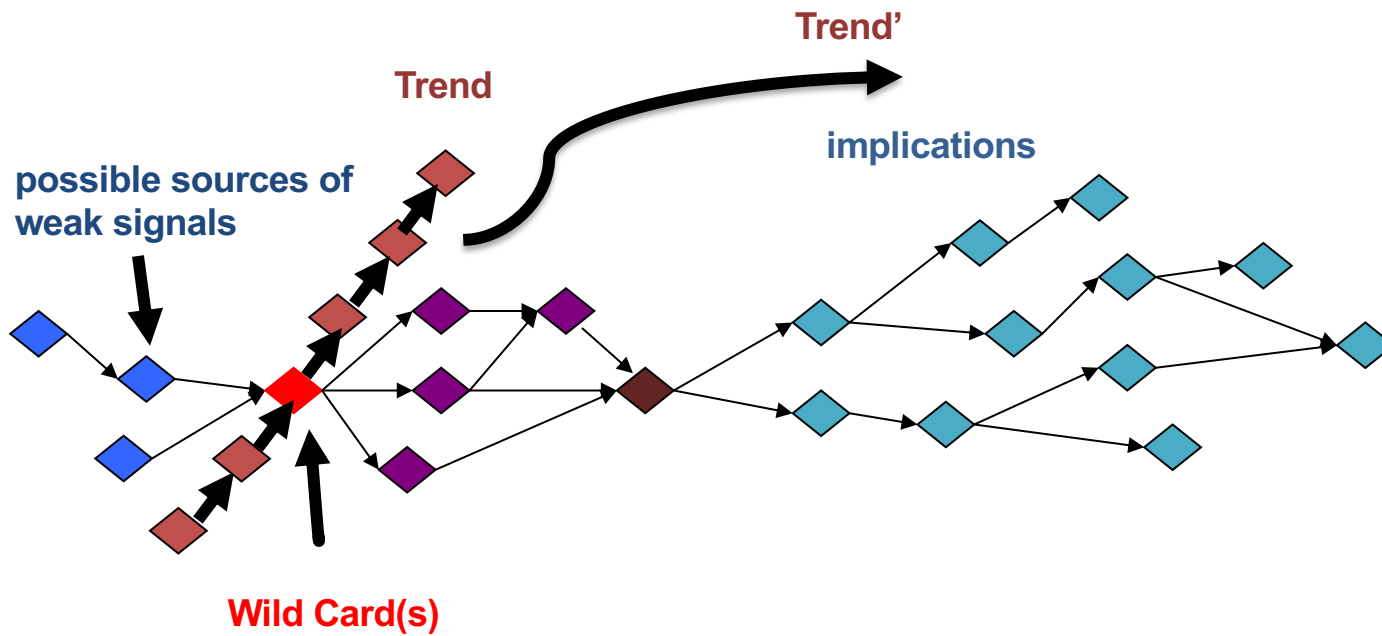 Trend’
Trend
implications
possible sources of
weak signals
Wild Card(s)